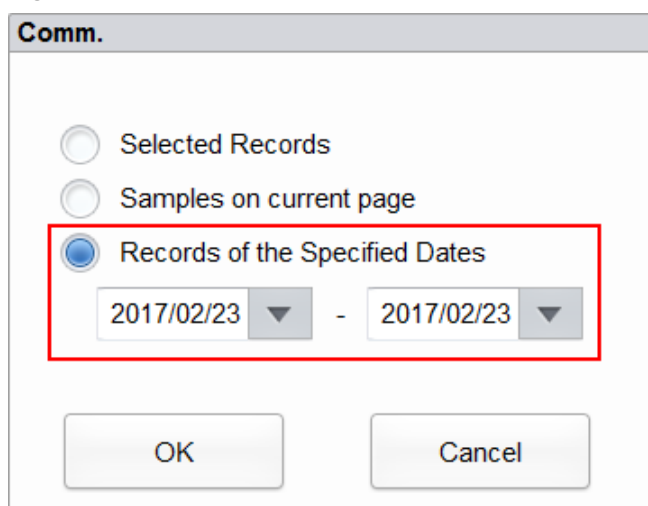 Comm.
Selected Records
Samples on current page
Records of the Specified Dates
2017/02/23 - 2017/02/23
OK Cancel